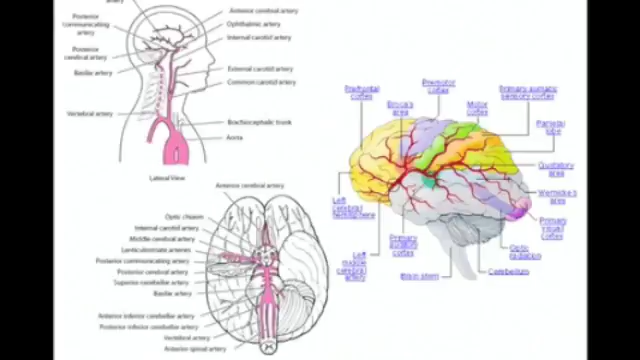 artery
Posterior
communicating
artery
Posterior
cerebral artery
Basilar artery
Vertebral artery
Anterior cerebral artery
Ophthalmic artery
Internal carotid artery
External carotid artery
Common carotid artery
Brachiocephalic trunk
Aorta
Lateral View
Anterior cerebral artery
Optic chiasm
Internal carotid artery
Middle cerebral artery
Lenticulostriate arteries
Posterior communicating artery
Posterior cerebral artery
Superior cerebellar artery
Basilar artery
Anterior inferior cerebellar artery
Posterior inferior cerebellar artery
Vertebral artery
Anterior spinal artery
Prefrontal
cortex
Broca's
area
Premotor
cortex
Motor
cortex
Primary somatic
sensory cortex
Parietal
lobe
Gustatory
area
Wernicke's
area
Primary
visual
cortex
Optic
radiation
Cerebellum
Brain stem
Primary
auditory
cortex
Left
middle
cerebral
artery
Left
cerebral
hemisphere